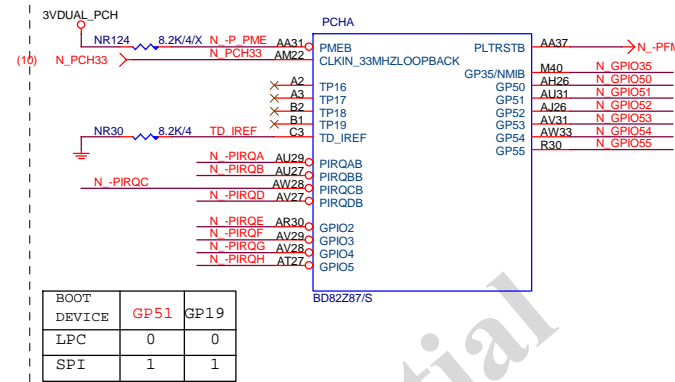 3VDUAL_PCH
PCHA
NR124 8.2K/4/X N_-P_PME AA31 PMEB PLTRSTB AA37 N_-PFM
(10) N_PCH33 N_PCH33 AM22 CLKIN_33MHZLOOPBACK
GP35/NMIB M40 N_GPIO35
A2 TP16 GP50 AH26 N_GPIO50
A3 TP17 GP51 AU31 N_GPIO51
B2 TP18 GP52 AJ26 N_GPIO52
B1 TP19 GP53 AV31 N_GPIO53
NR30 8.2K/4 TD_IREF C3 TD_IREF GP54 AW33 N_GPIO54
GP55 R30 N_GPIO55
N_-PIRQA AU29 PIRQAB
N_-PIRQB AU27 PIRQBB
N_-PIRQC AW28 PIRQCB
N_-PIRQD AV27 PIRQDB
N_-PIRQE AR30 GPIO2
N_-PIRQF AV29 GPIO3
N_-PIRQG AV28 GPIO4
N_-PIRQH AT27 GPIO5
BD82Z87/S
BOOT DEVICE GP51 GP19
LPC 0 0
SPI 1 1
tial